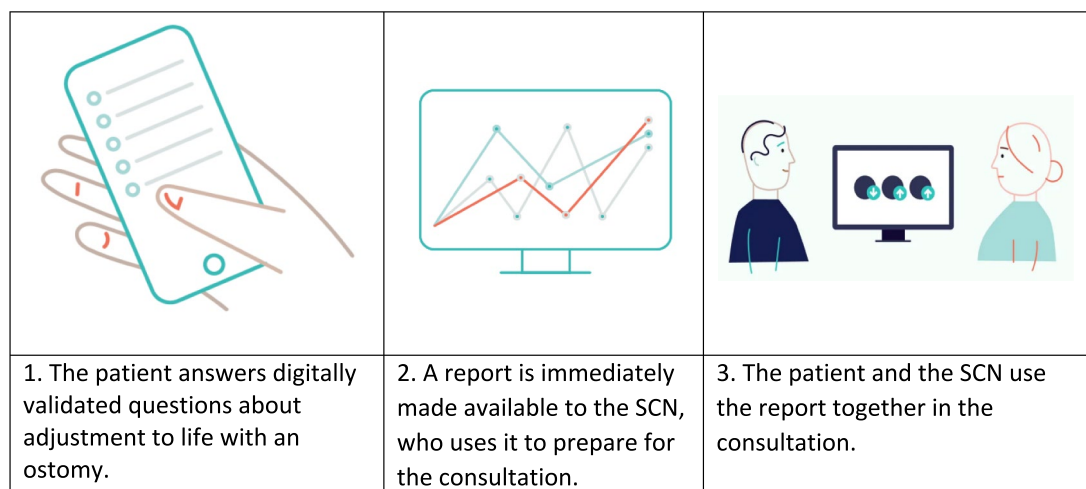 1. The patient answers digitally
validated questions about
adjustment to life with an
ostomy.
2. A report is immediately
made available to the SCN,
who uses it to prepare for
the consultation.
3. The patient and the SCN use
the report together in the
consultation.